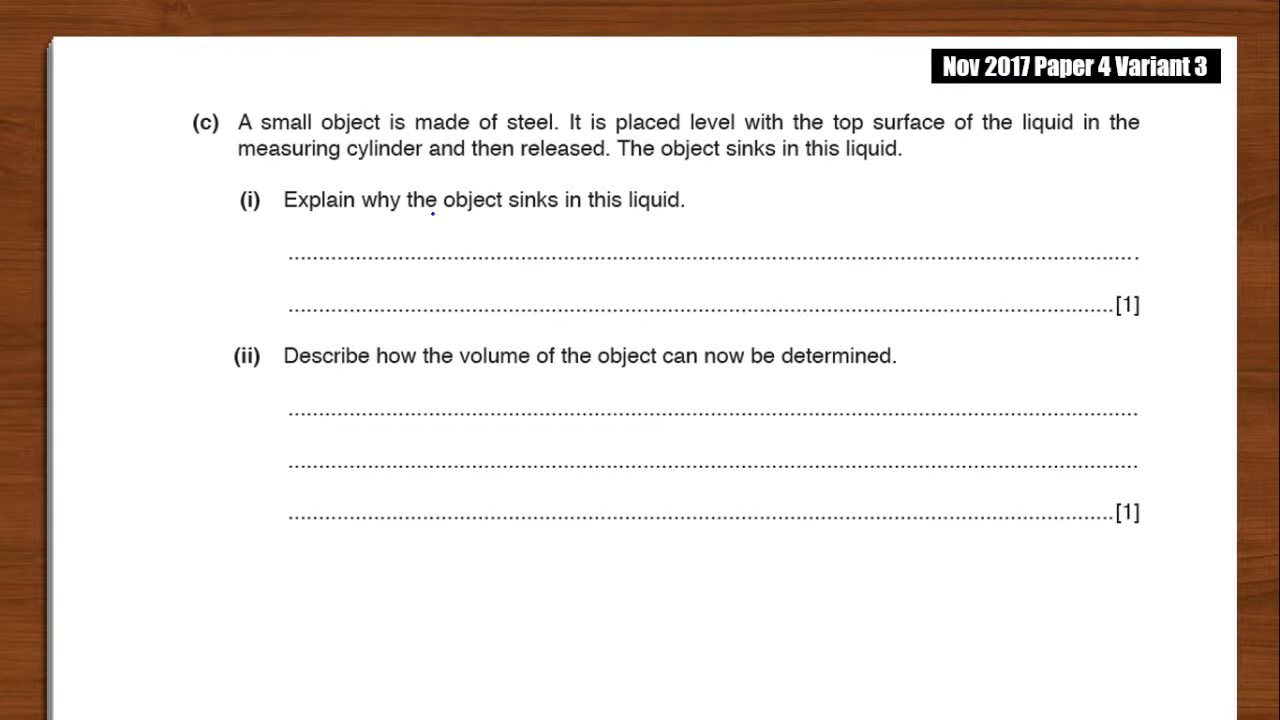 Nov 2017 Paper 4 Variant 3
(c) A small object is made of steel. It is placed level with the top surface of the liquid in the
measuring cylinder and then released. The object sinks in this liquid.
(i) Explain why the object sinks in this liquid.
..........................................................................................................................................
......................................................................................................................................[1]
(ii) Describe how the volume of the object can now be determined.
..........................................................................................................................................
..........................................................................................................................................
......................................................................................................................................[1]